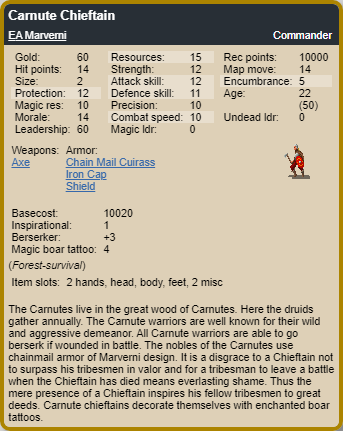 Carnute Chieftain
EA Marverni Commander
Gold: 60 Resources: 15 Rec points: 10000
Hit points: 14 Strength: 12 Map move: 14
Size: 2 Attack skill: 12 Encumbrance: 5
Protection: 12 Defence skill: 11 Age: 22
Magic res: 10 Precision: 10 (50)
Morale: 14 Combat speed: 10 Undead ldr: 0
Leadership: 60 Magic ldr: 0
Weapons: Armor:
Axe Chain Mail Cuirass
Iron Cap
Shield
Basecost: 10020
Inspirational: 1
Berserker: +3
Magic boar tattoo: 4
(Forest-survival)
Item slots: 2 hands, head, body, feet, 2 misc
The Carnutes live in the great wood of Carnutes. Here the druids
gather annually. The Carnute warriors are well known for their wild
and aggressive demeanor. All Carnute warriors are able to go
berserk if wounded in battle. The nobles of the Carnutes use
chainmail armor of Marverni design. It is a disgrace to a Chieftain not
to surpass his tribesmen in valor and for a tribesman to leave a battle
when the Chieftain has died means everlasting shame. Thus the
mere presence of a Chieftain inspires his fellow tribesmen to great
deeds. Carnute chieftains decorate themselves with enchanted boar
tattoos.